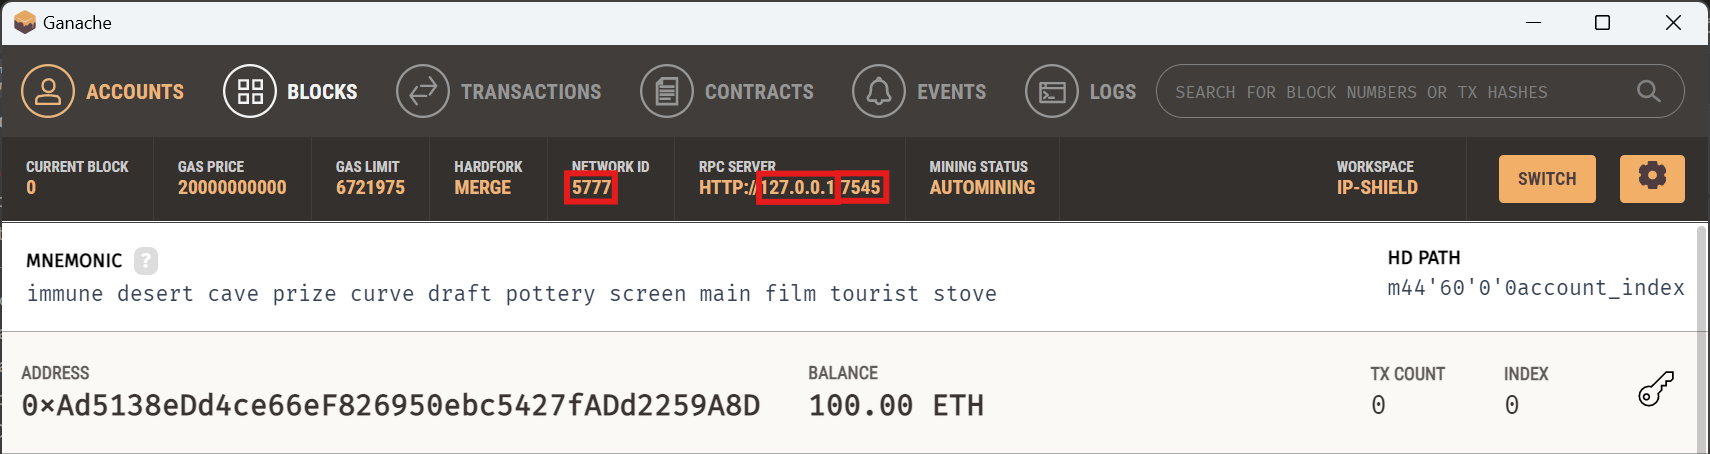 Ganache
ACCOUNTS BLOCKS TRANSACTIONS CONTRACTS EVENTS LOGS SEARCH FOR BLOCK NUMBERS OR TX HASHES
CURRENT BLOCK GAS PRICE GAS LIMIT HARDFORK NETWORK ID RPC SERVER MINING STATUS WORKSPACE
0 20000000000 6721975 MERGE 5777 HTTP://127.0.0.1:7545 AUTOMINING IP-SHIELD SWITCH
MNEMONIC ? HD PATH
immune desert cave prize curve draft pottery screen main film tourist stove m44'60'0'0account_index
ADDRESS BALANCE TX COUNT INDEX
0×Ad5138eDd4ce66eF826950ebc5427fADd2259A8D 100.00 ETH 0 0